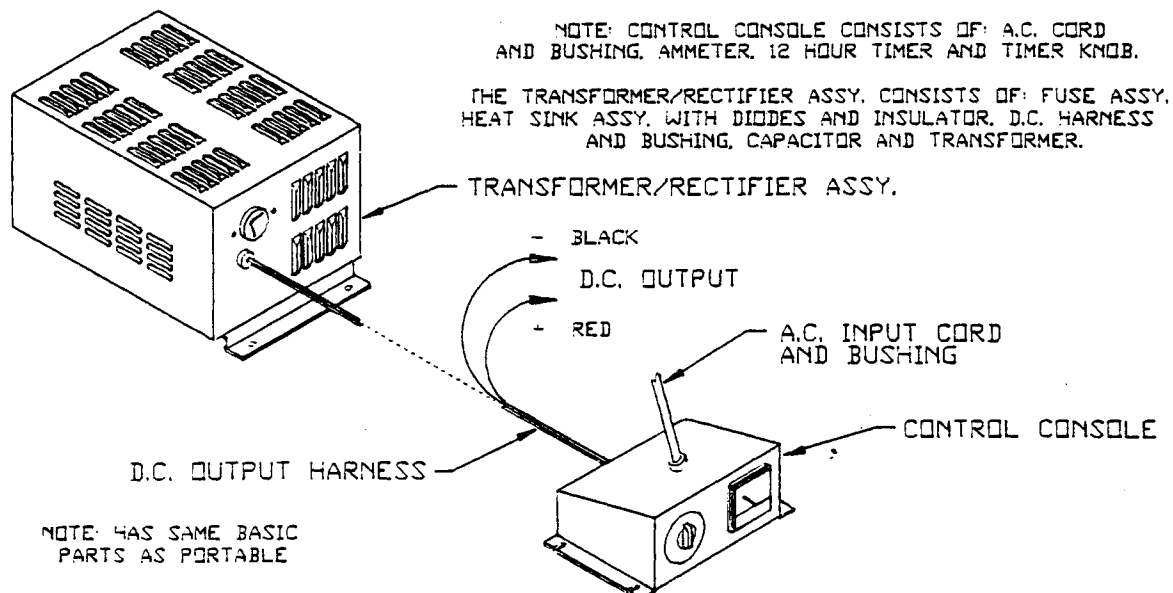 NOTE: CONTROL CONSOLE CONSISTS OF: A.C. CORD
AND BUSHING, AMMETER, 12 HOUR TIMER AND TIMER KNOB.
THE TRANSFORMER/RECTIFIER ASSY. CONSISTS OF: FUSE ASSY,
HEAT SINK ASSY. WITH DIODES AND INSULATOR, D.C. HARNESS
AND BUSHING, CAPACITOR AND TRANSFORMER.
TRANSFORMER/RECTIFIER ASSY.
- BLACK
D.C. OUTPUT
+ RED
A.C. INPUT CORD
AND BUSHING
CONTROL CONSOLE
D.C. OUTPUT HARNESS
NOTE: HAS SAME BASIC
PARTS AS PORTABLE